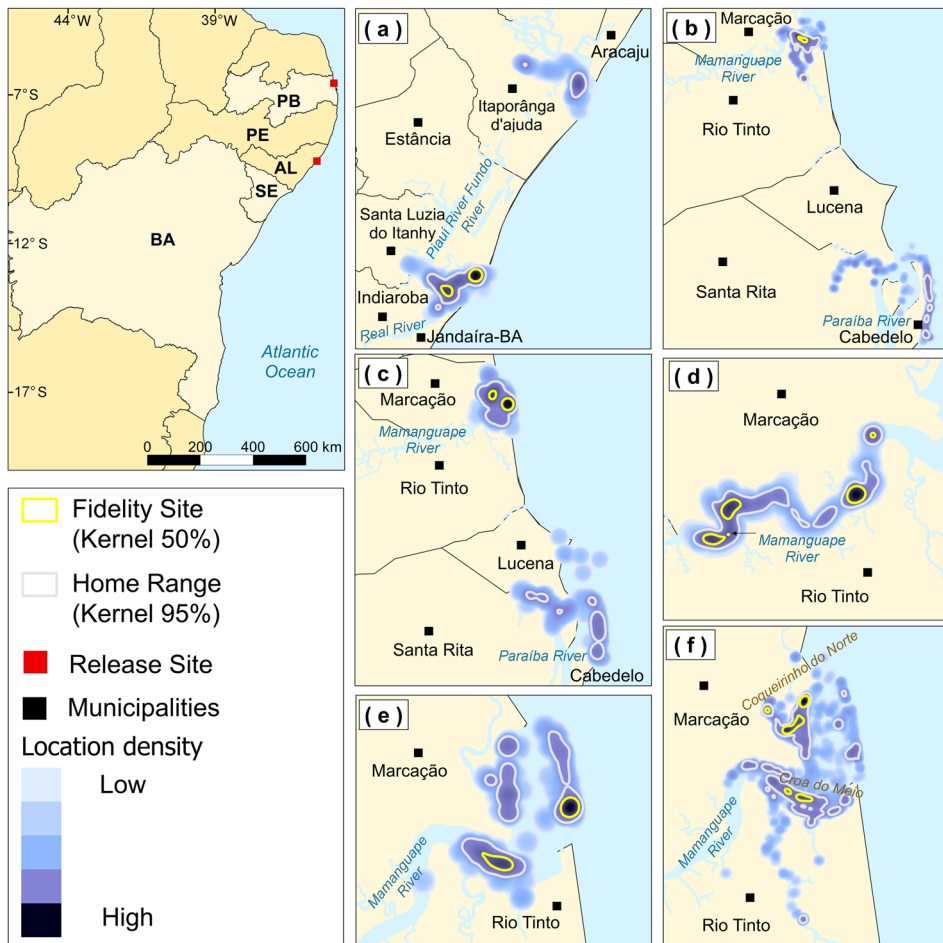 44°W
39°W
7°S
12°S
17°S
PB
PE
AL
SE
BA
Atlantic
Ocean
0 200 400 600 km
Fidelity Site
(Kernel 50%)
Home Range
(Kernel 95%)
Release Site
Municipalities
Location density
Low
High
( a )
Aracaju
Itaporânga
d'ajuda
Estância
Piauí River Fundo
River
Santa Luzia
do Itanhy
Indiaroba
Real River
Jandaíra-BA
( b )
Marcação
Mamanguape
River
Rio Tinto
Lucena
Santa Rita
Paraíba River
Cabedelo
( c )
Marcação
Mamanguape
River
Rio Tinto
7
Lucena
Santa Rita
Paraíba River
Cabedelo
( d )
Marcação
Mamanguape
River
Rio Tinto
( e )
Marcação
Mamanguape
River
Rio Tinto
( f )
Coqueirinho do Norte
Marcação
Croa do Meio
Mamanguape
River
Rio Tinto